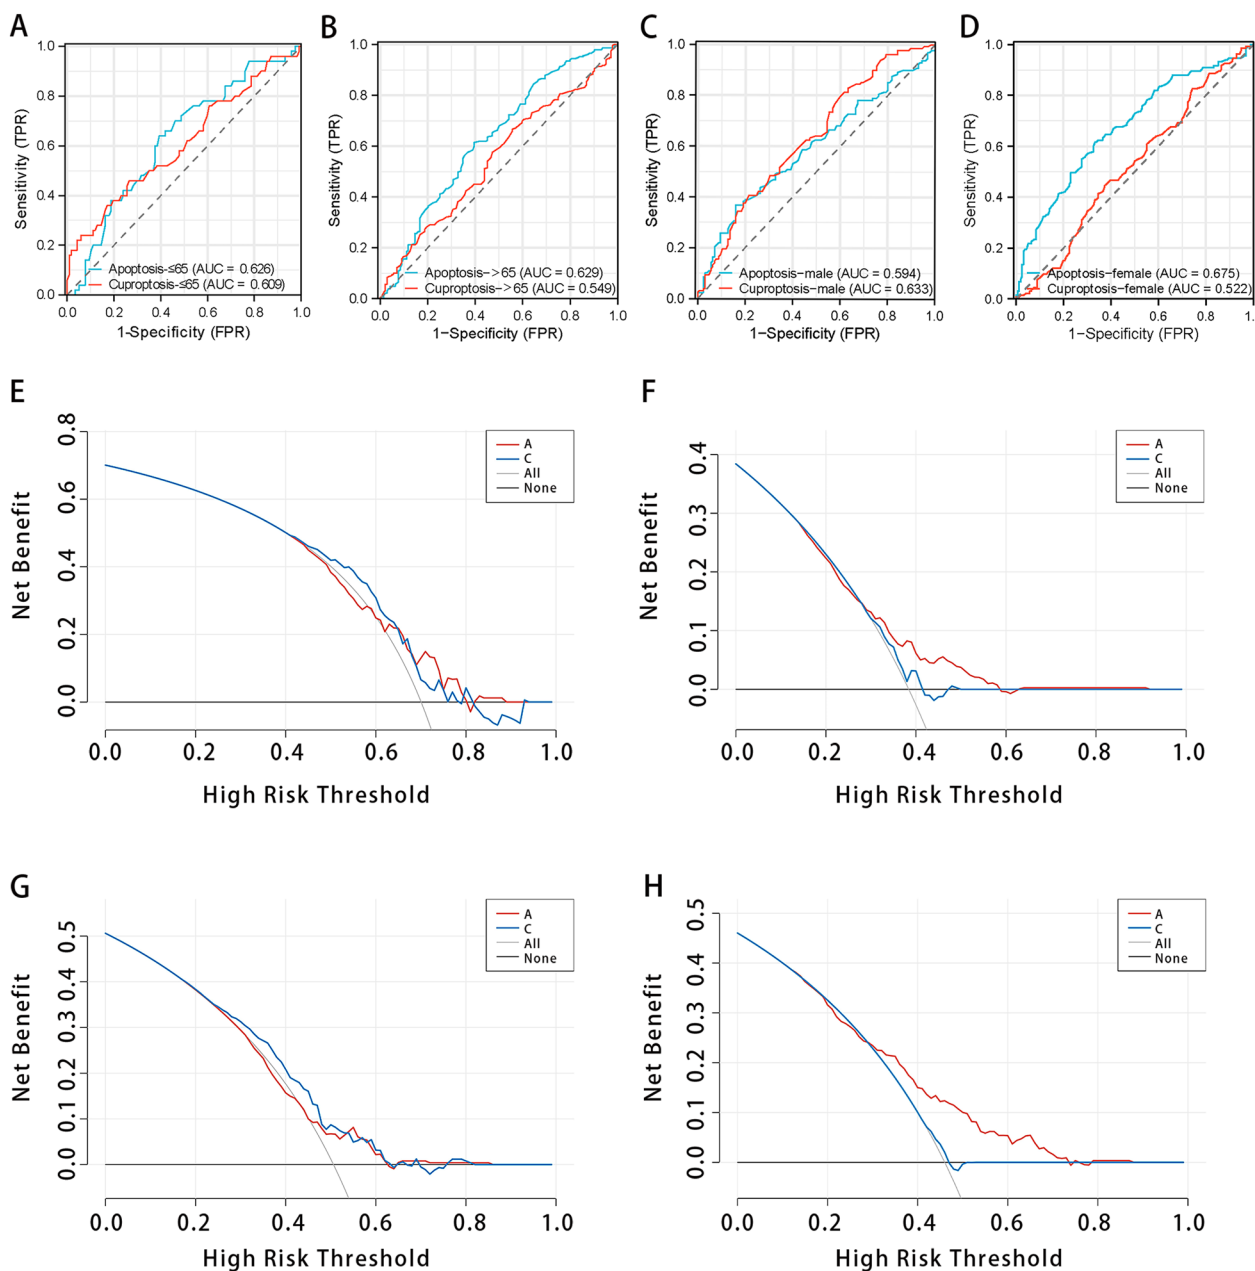 A
1.0
0.8
0.6
0.4
0.2
0.0
Sensitivity (TPR)
Apoptosis-≤65 (AUC = 0.626)
Cuproptosis-≤65 (AUC = 0.609)
0.0 0.2 0.4 0.6 0.8 1.0
1-Specificity (FPR)
B
1.0
0.8
0.6
0.4
0.2
0.0
Sensitivity (TPR)
Apoptosis->65 (AUC = 0.629)
Cuproptosis->65 (AUC = 0.549)
0.0 0.2 0.4 0.6 0.8 1.0
1-Specificity (FPR)
C
1.0
0.8
0.6
0.4
0.2
0.0
Sensitivity (TPR)
Apoptosis-male (AUC = 0.594)
Cuproptosis-male (AUC = 0.633)
0.0 0.2 0.4 0.6 0.8 1.0
1-Specificity (FPR)
D
1.0
0.8
0.6
0.4
0.2
0.0
Sensitivity (TPR)
Apoptosis-female (AUC = 0.675)
Cuproptosis-female (AUC = 0.522)
0.0 0.2 0.4 0.6 0.8 1.
1-Specificity (FPR)
E
0.8
0.6
0.4
0.2
0.0
Net Benefit
A
C
All
None
0.0 0.2 0.4 0.6 0.8 1.0
High Risk Threshold
F
0.4
0.3
0.2
0.1
0.0
Net Benefit
A
C
All
None
0.0 0.2 0.4 0.6 0.8 1.0
High Risk Threshold
G
0.5
0.4
0.3
0.2
0.1
0.0
Net Benefit
A
C
All
None
0.0 0.2 0.4 0.6 0.8 1.0
High Risk Threshold
H
0.5
0.4
0.3
0.2
0.1
0.0
Net Benefit
A
C
All
None
0.0 0.2 0.4 0.6 0.8 1.0
High Risk Threshold